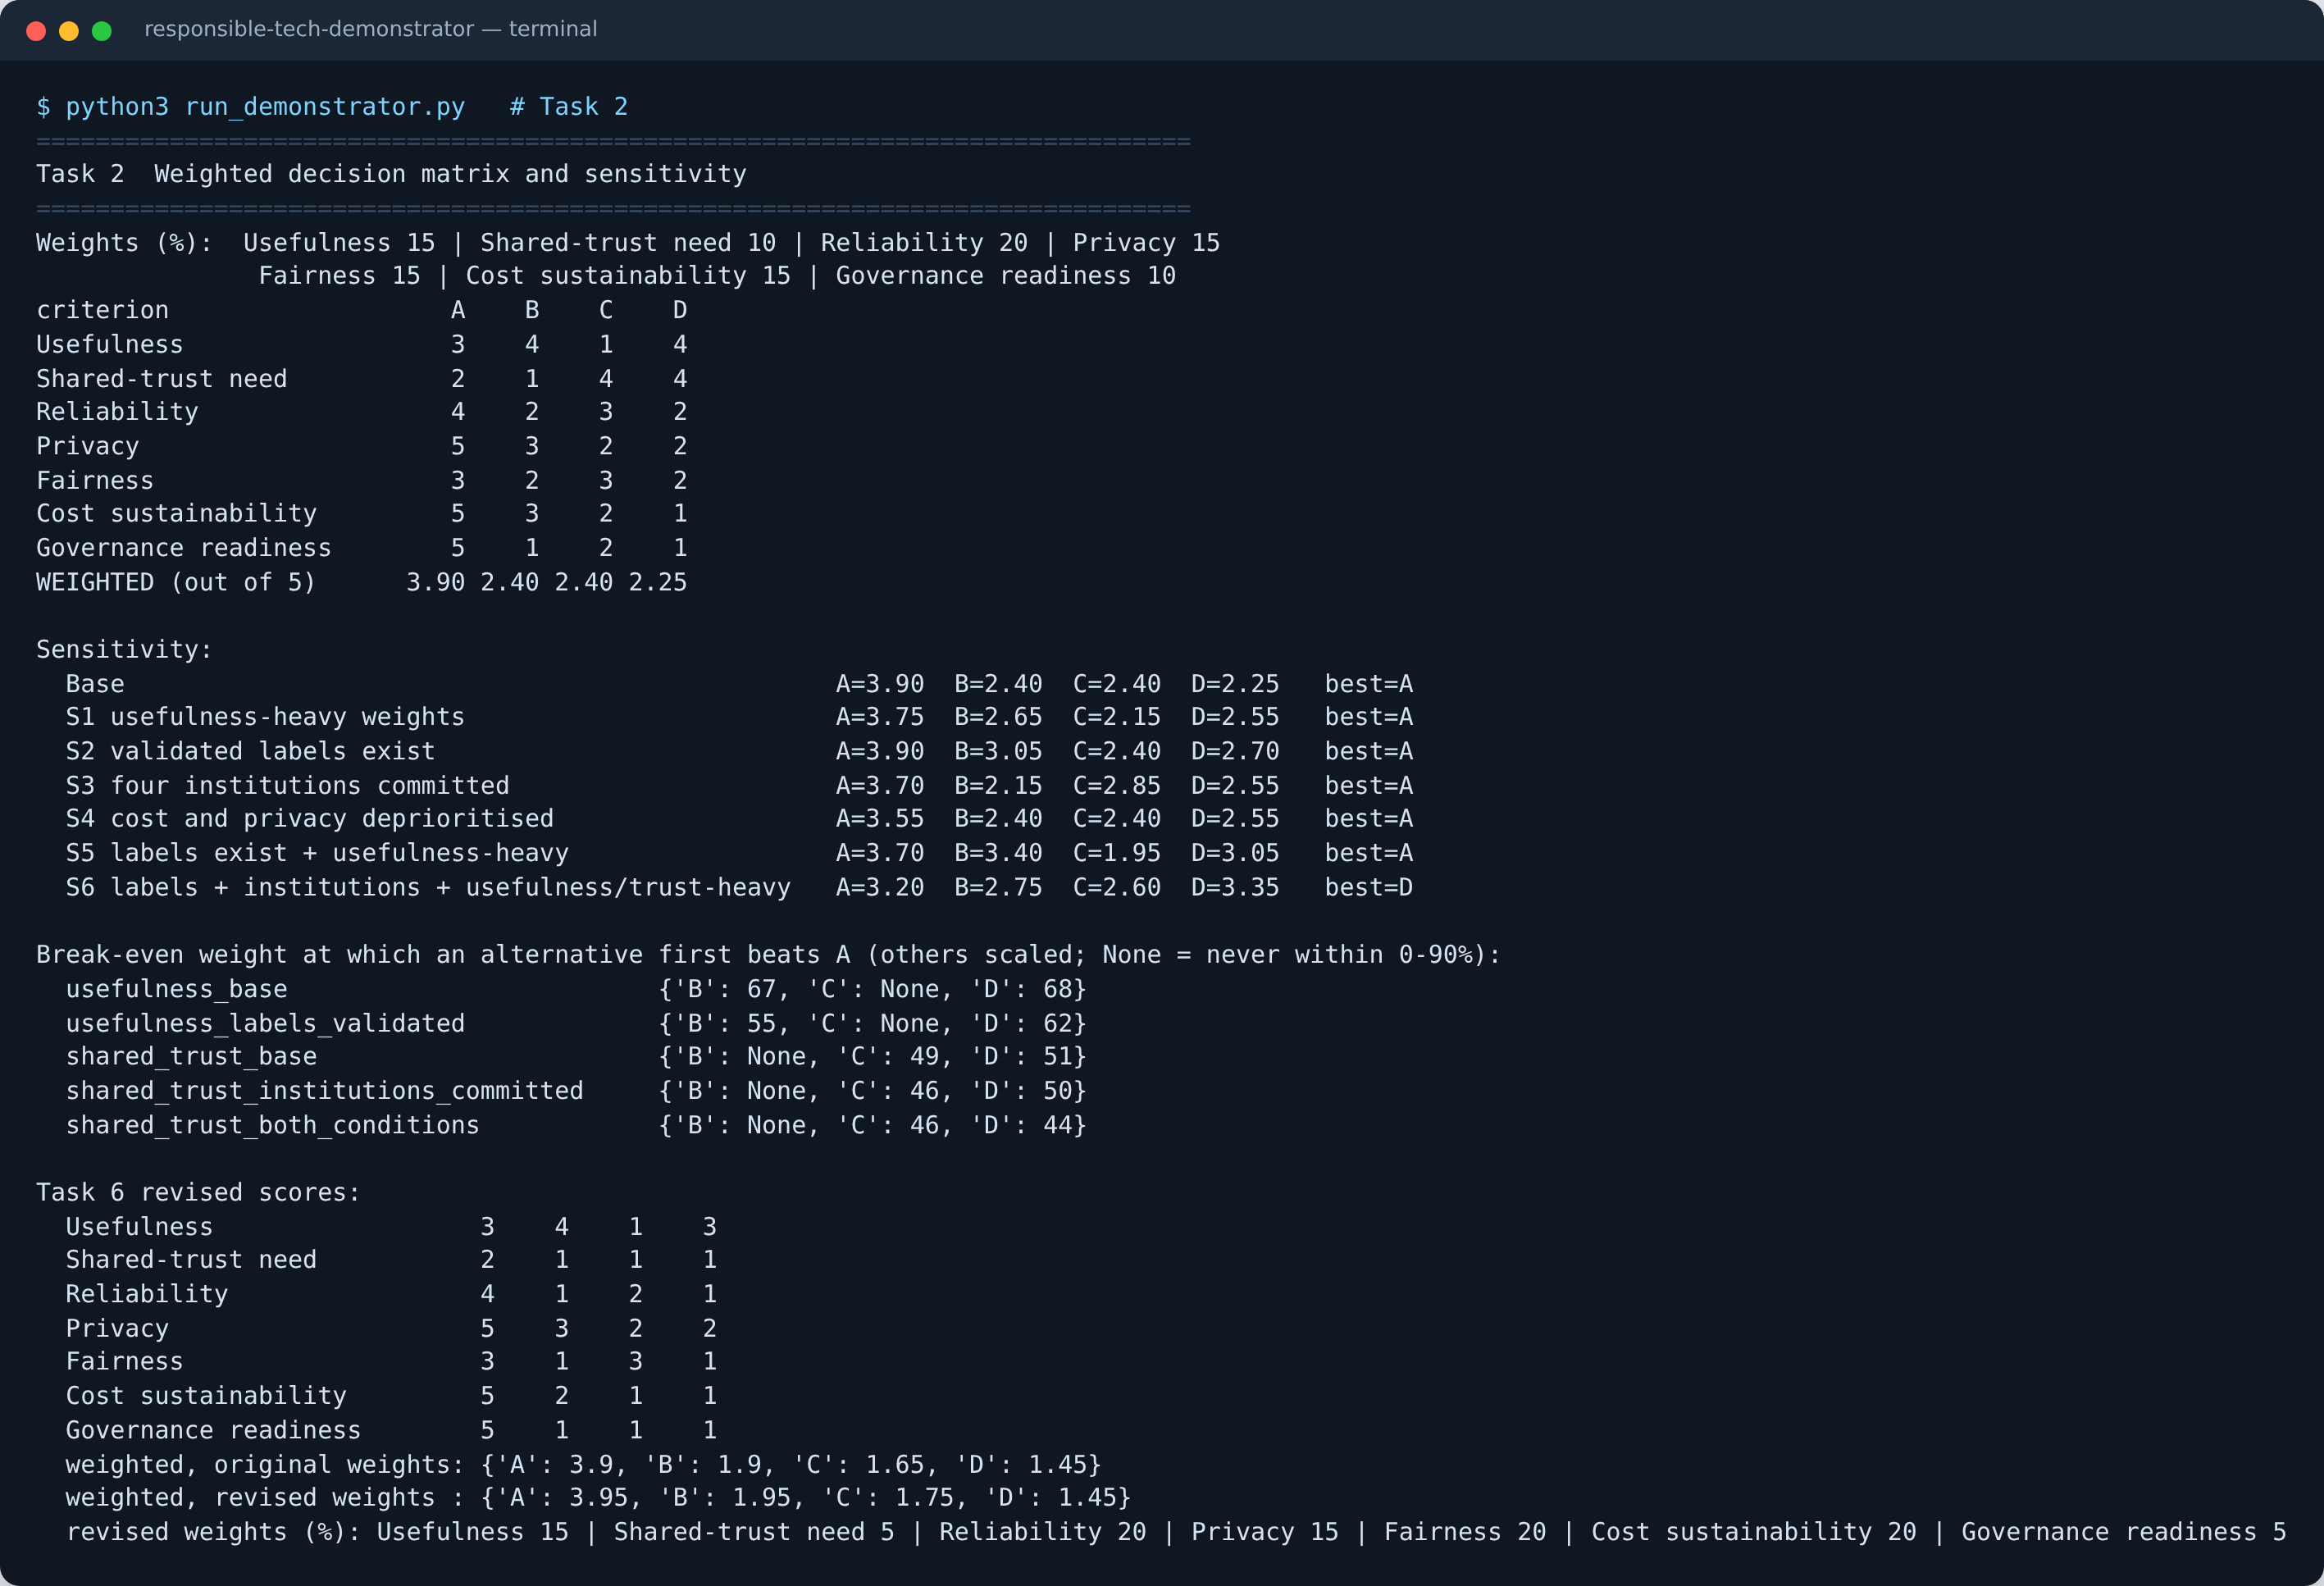 responsible-tech-demonstrator — terminal
$ python3 run_demonstrator.py   # Task 2
==============================================================================
Task 2  Weighted decision matrix and sensitivity
==============================================================================
Weights (%):  Usefulness 15 | Shared-trust need 10 | Reliability 20 | Privacy 15
               Fairness 15 | Cost sustainability 15 | Governance readiness 10
criterion                   A    B    C    D
Usefulness                  3    4    1    4
Shared-trust need           2    1    4    4
Reliability                 4    2    3    2
Privacy                     5    3    2    2
Fairness                    3    2    3    2
Cost sustainability         5    3    2    1
Governance readiness        5    1    2    1
WEIGHTED (out of 5)      3.90 2.40 2.40 2.25
Sensitivity:
  Base                                                A=3.90  B=2.40  C=2.40  D=2.25   best=A
  S1 usefulness-heavy weights                         A=3.75  B=2.65  C=2.15  D=2.55   best=A
  S2 validated labels exist                           A=3.90  B=3.05  C=2.40  D=2.70   best=A
  S3 four institutions committed                      A=3.70  B=2.15  C=2.85  D=2.55   best=A
  S4 cost and privacy deprioritised                   A=3.55  B=2.40  C=2.40  D=2.55   best=A
  S5 labels exist + usefulness-heavy                  A=3.70  B=3.40  C=1.95  D=3.05   best=A
  S6 labels + institutions + usefulness/trust-heavy   A=3.20  B=2.75  C=2.60  D=3.35   best=D
Break-even weight at which an alternative first beats A (others scaled; None = never within 0-90%):
  usefulness_base                         {'B': 67, 'C': None, 'D': 68}
  usefulness_labels_validated             {'B': 55, 'C': None, 'D': 62}
  shared_trust_base                       {'B': None, 'C': 49, 'D': 51}
  shared_trust_institutions_committed     {'B': None, 'C': 46, 'D': 50}
  shared_trust_both_conditions            {'B': None, 'C': 46, 'D': 44}
Task 6 revised scores:
  Usefulness                  3    4    1    3
  Shared-trust need           2    1    1    1
  Reliability                 4    1    2    1
  Privacy                     5    3    2    2
  Fairness                    3    1    3    1
  Cost sustainability         5    2    1    1
  Governance readiness        5    1    1    1
  weighted, original weights: {'A': 3.9, 'B': 1.9, 'C': 1.65, 'D': 1.45}
  weighted, revised weights : {'A': 3.95, 'B': 1.95, 'C': 1.75, 'D': 1.45}
  revised weights (%): Usefulness 15 | Shared-trust need 5 | Reliability 20 | Privacy 15 | Fairness 20 | Cost sustainability 20 | Governance readiness 5